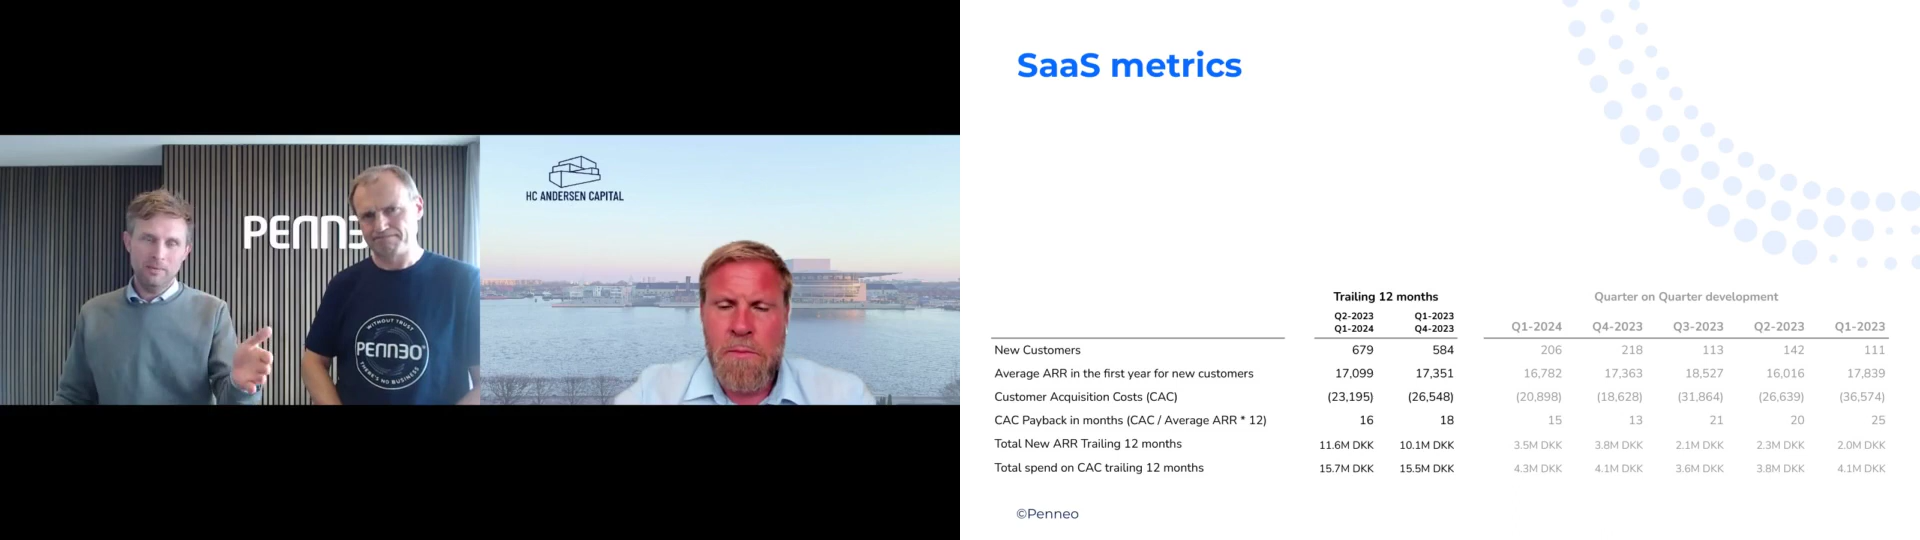 PENNEO
WITHOUT TRUST
PENNEO
THERE'S NO BUSINESS
HC ANDERSEN CAPITAL
SaaS metrics
Trailing 12 months Quarter on Quarter development
Q2-2023 Q1-2023
Q1-2024 Q4-2023 Q1-2024 Q4-2023 Q3-2023 Q2-2023 Q1-2023
New Customers 679 584 206 218 113 142 111
Average ARR in the first year for new customers 17,099 17,351 16,782 17,363 18,527 16,016 17,839
Customer Acquisition Costs (CAC) (23,195) (26,548) (20,898) (18,628) (31,864) (26,639) (36,574)
CAC Payback in months (CAC / Average ARR * 12) 16 18 15 13 21 20 25
Total New ARR Trailing 12 months 11.6M DKK 10.1M DKK 3.5M DKK 3.8M DKK 2.1M DKK 2.3M DKK 2.0M DKK
Total spend on CAC trailing 12 months 15.7M DKK 15.5M DKK 4.3M DKK 4.1M DKK 3.6M DKK 3.8M DKK 4.1M DKK
©Penneo